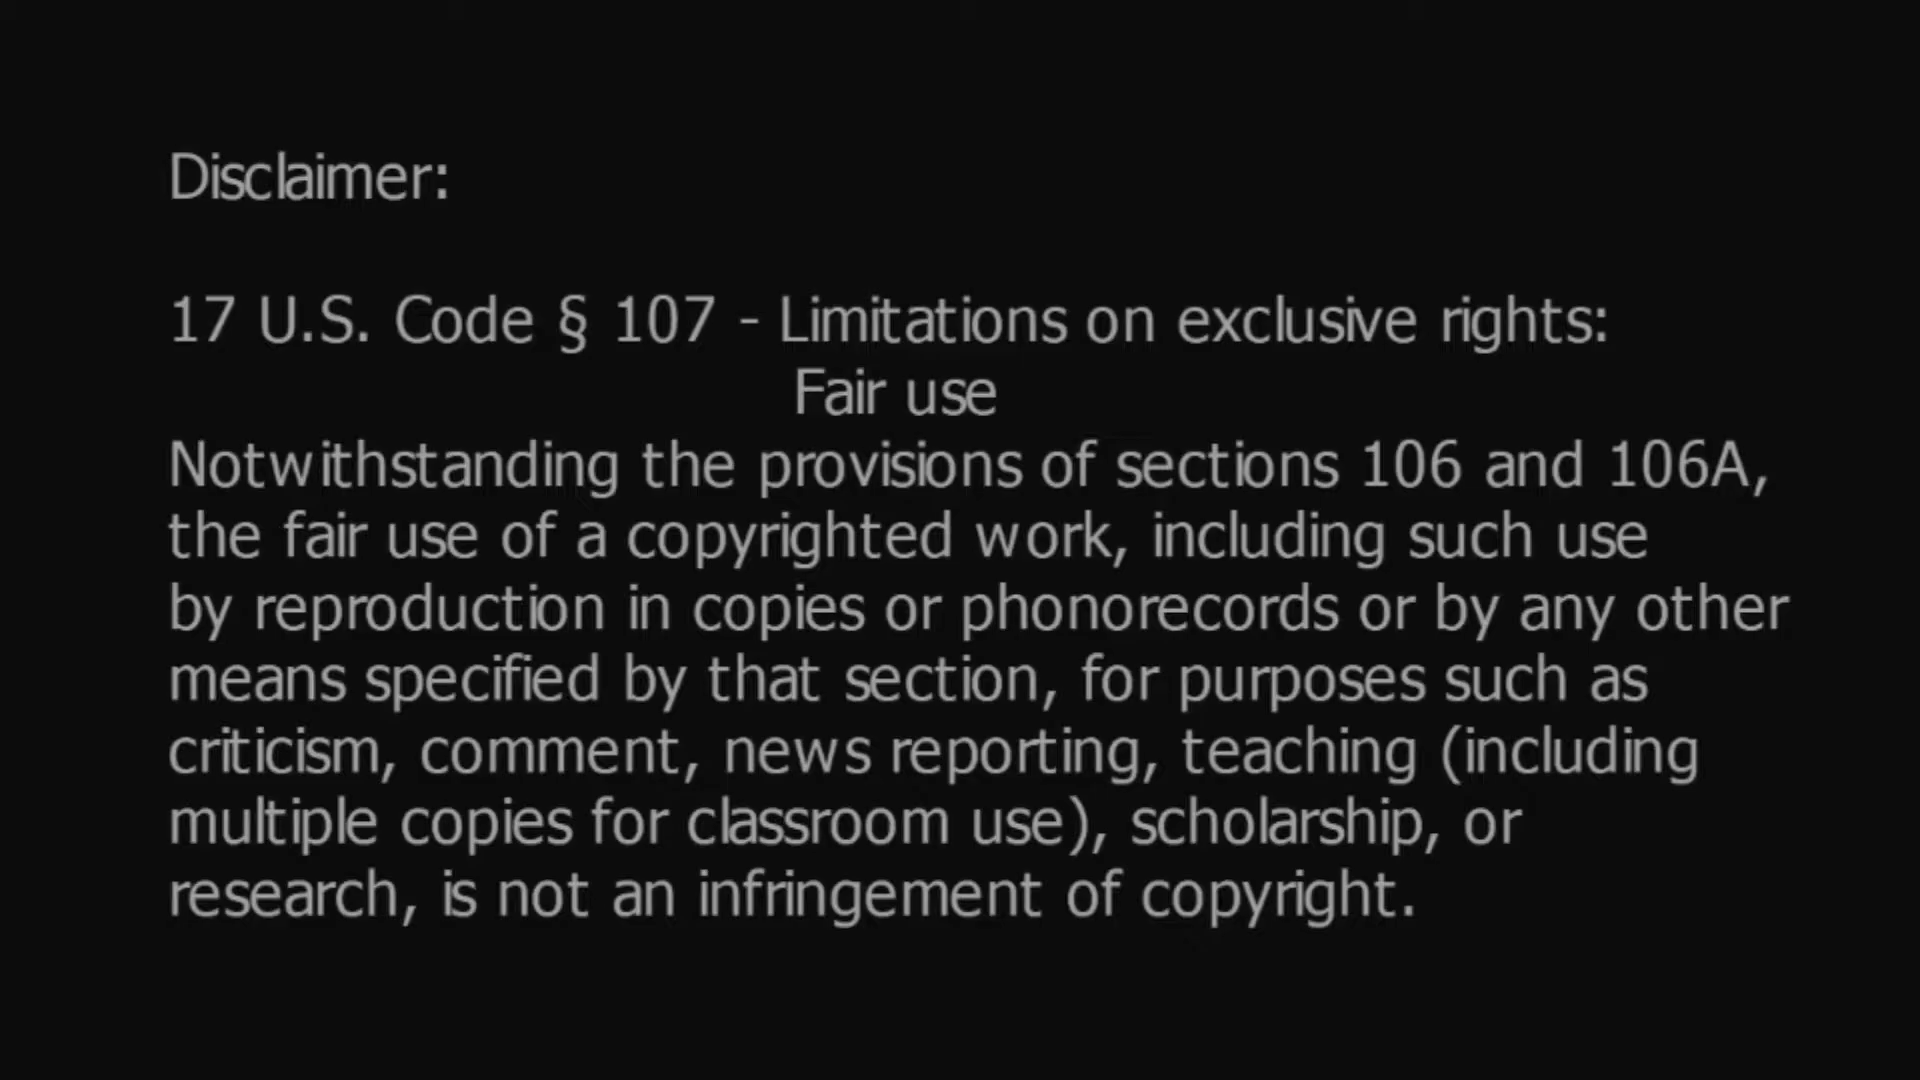 Disclaimer:
17 U.S. Code § 107 - Limitations on exclusive rights:
Fair use
Notwithstanding the provisions of sections 106 and 106A,
the fair use of a copyrighted work, including such use
by reproduction in copies or phonorecords or by any other
means specified by that section, for purposes such as
criticism, comment, news reporting, teaching (including
multiple copies for classroom use), scholarship, or
research, is not an infringement of copyright.